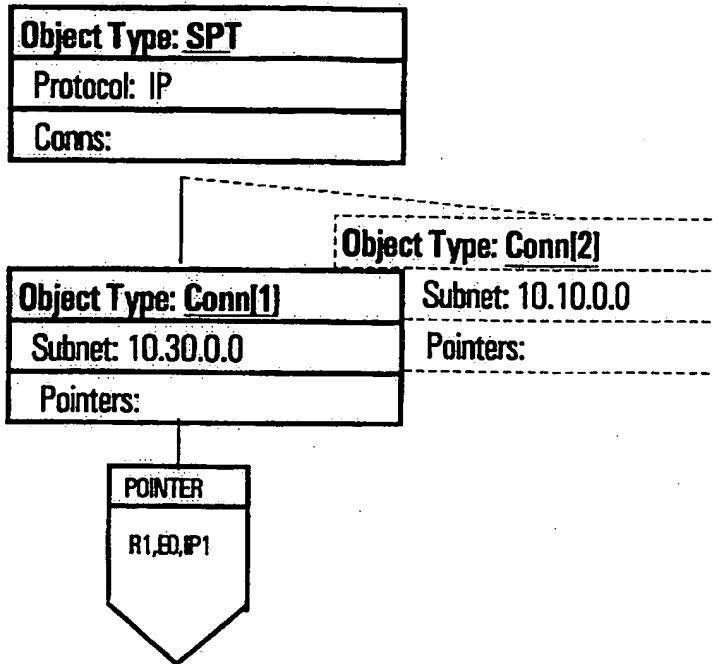 Object Type: SPT
Protocol: IP
Conns:
Object Type: Conn[2]
Subnet: 10.10.0.0
Pointers:
Object Type: Conn[1]
Subnet: 10.30.0.0
Pointers:
POINTER
R1,E0,IP1